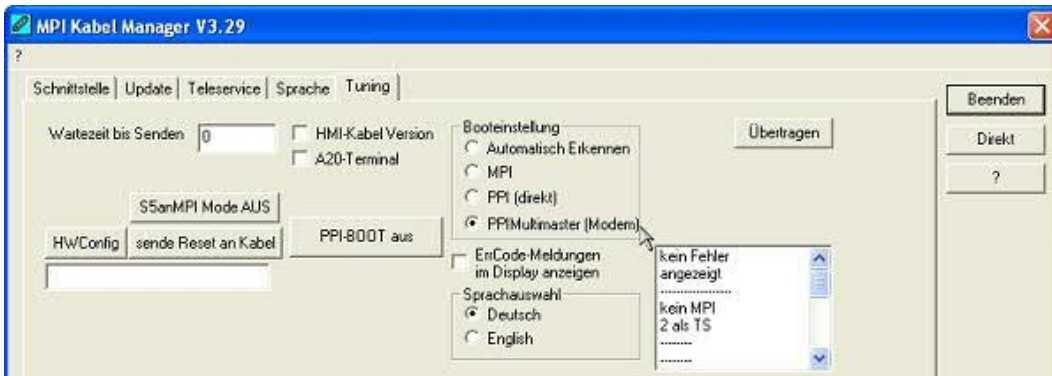 MPI Kabel Manager V3.29
?
Schnittstelle Update Teleservice Sprache Tuning
Beenden
Direkt
?
Wartezeit bis Senden 0
HMI-Kabel Version
A20-Terminal
Booteinstellung
Automatisch Erkennen
MPI
PPI (direkt)
PPIMultimaster (Modem)
Übertragen
S5anMPI Mode AUS
HWConfig sende Reset an Kabel
PPI-BOOT aus
ErrCode-Meldungen
im Display anzeigen
Sprachauswahl
Deutsch
English
kein Fehler
angezeigt
------------------
kein MPI
2 als TS
--------
--------